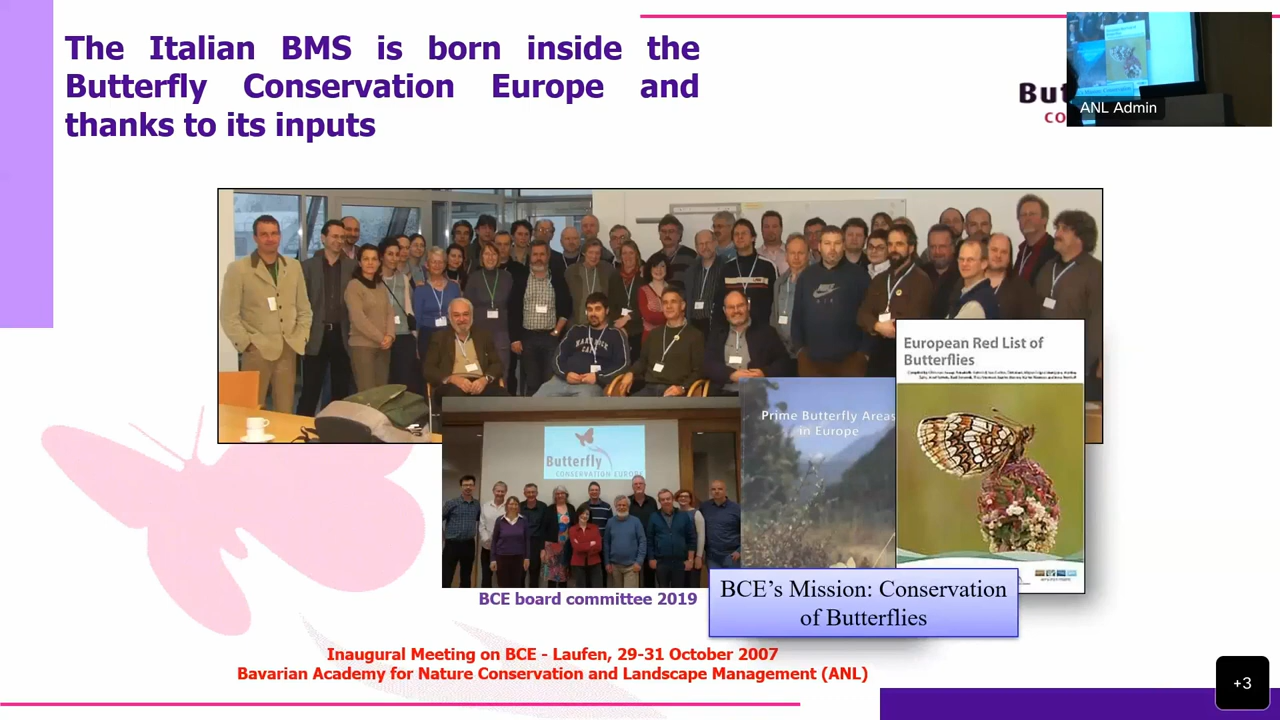 The Italian BMS is born inside the
Butterfly Conservation Europe and
thanks to its inputs
But
CO
ANL Admin
European Red List of
Butterflies
Prime Butterfly Areas
in Europe
Butterfly
CONSERVATION EUROPE
BCE board committee 2019
BCE's Mission: Conservation
of Butterflies
Inaugural Meeting on BCE - Laufen, 29-31 October 2007
Bavarian Academy for Nature Conservation and Landscape Management (ANL)
+3